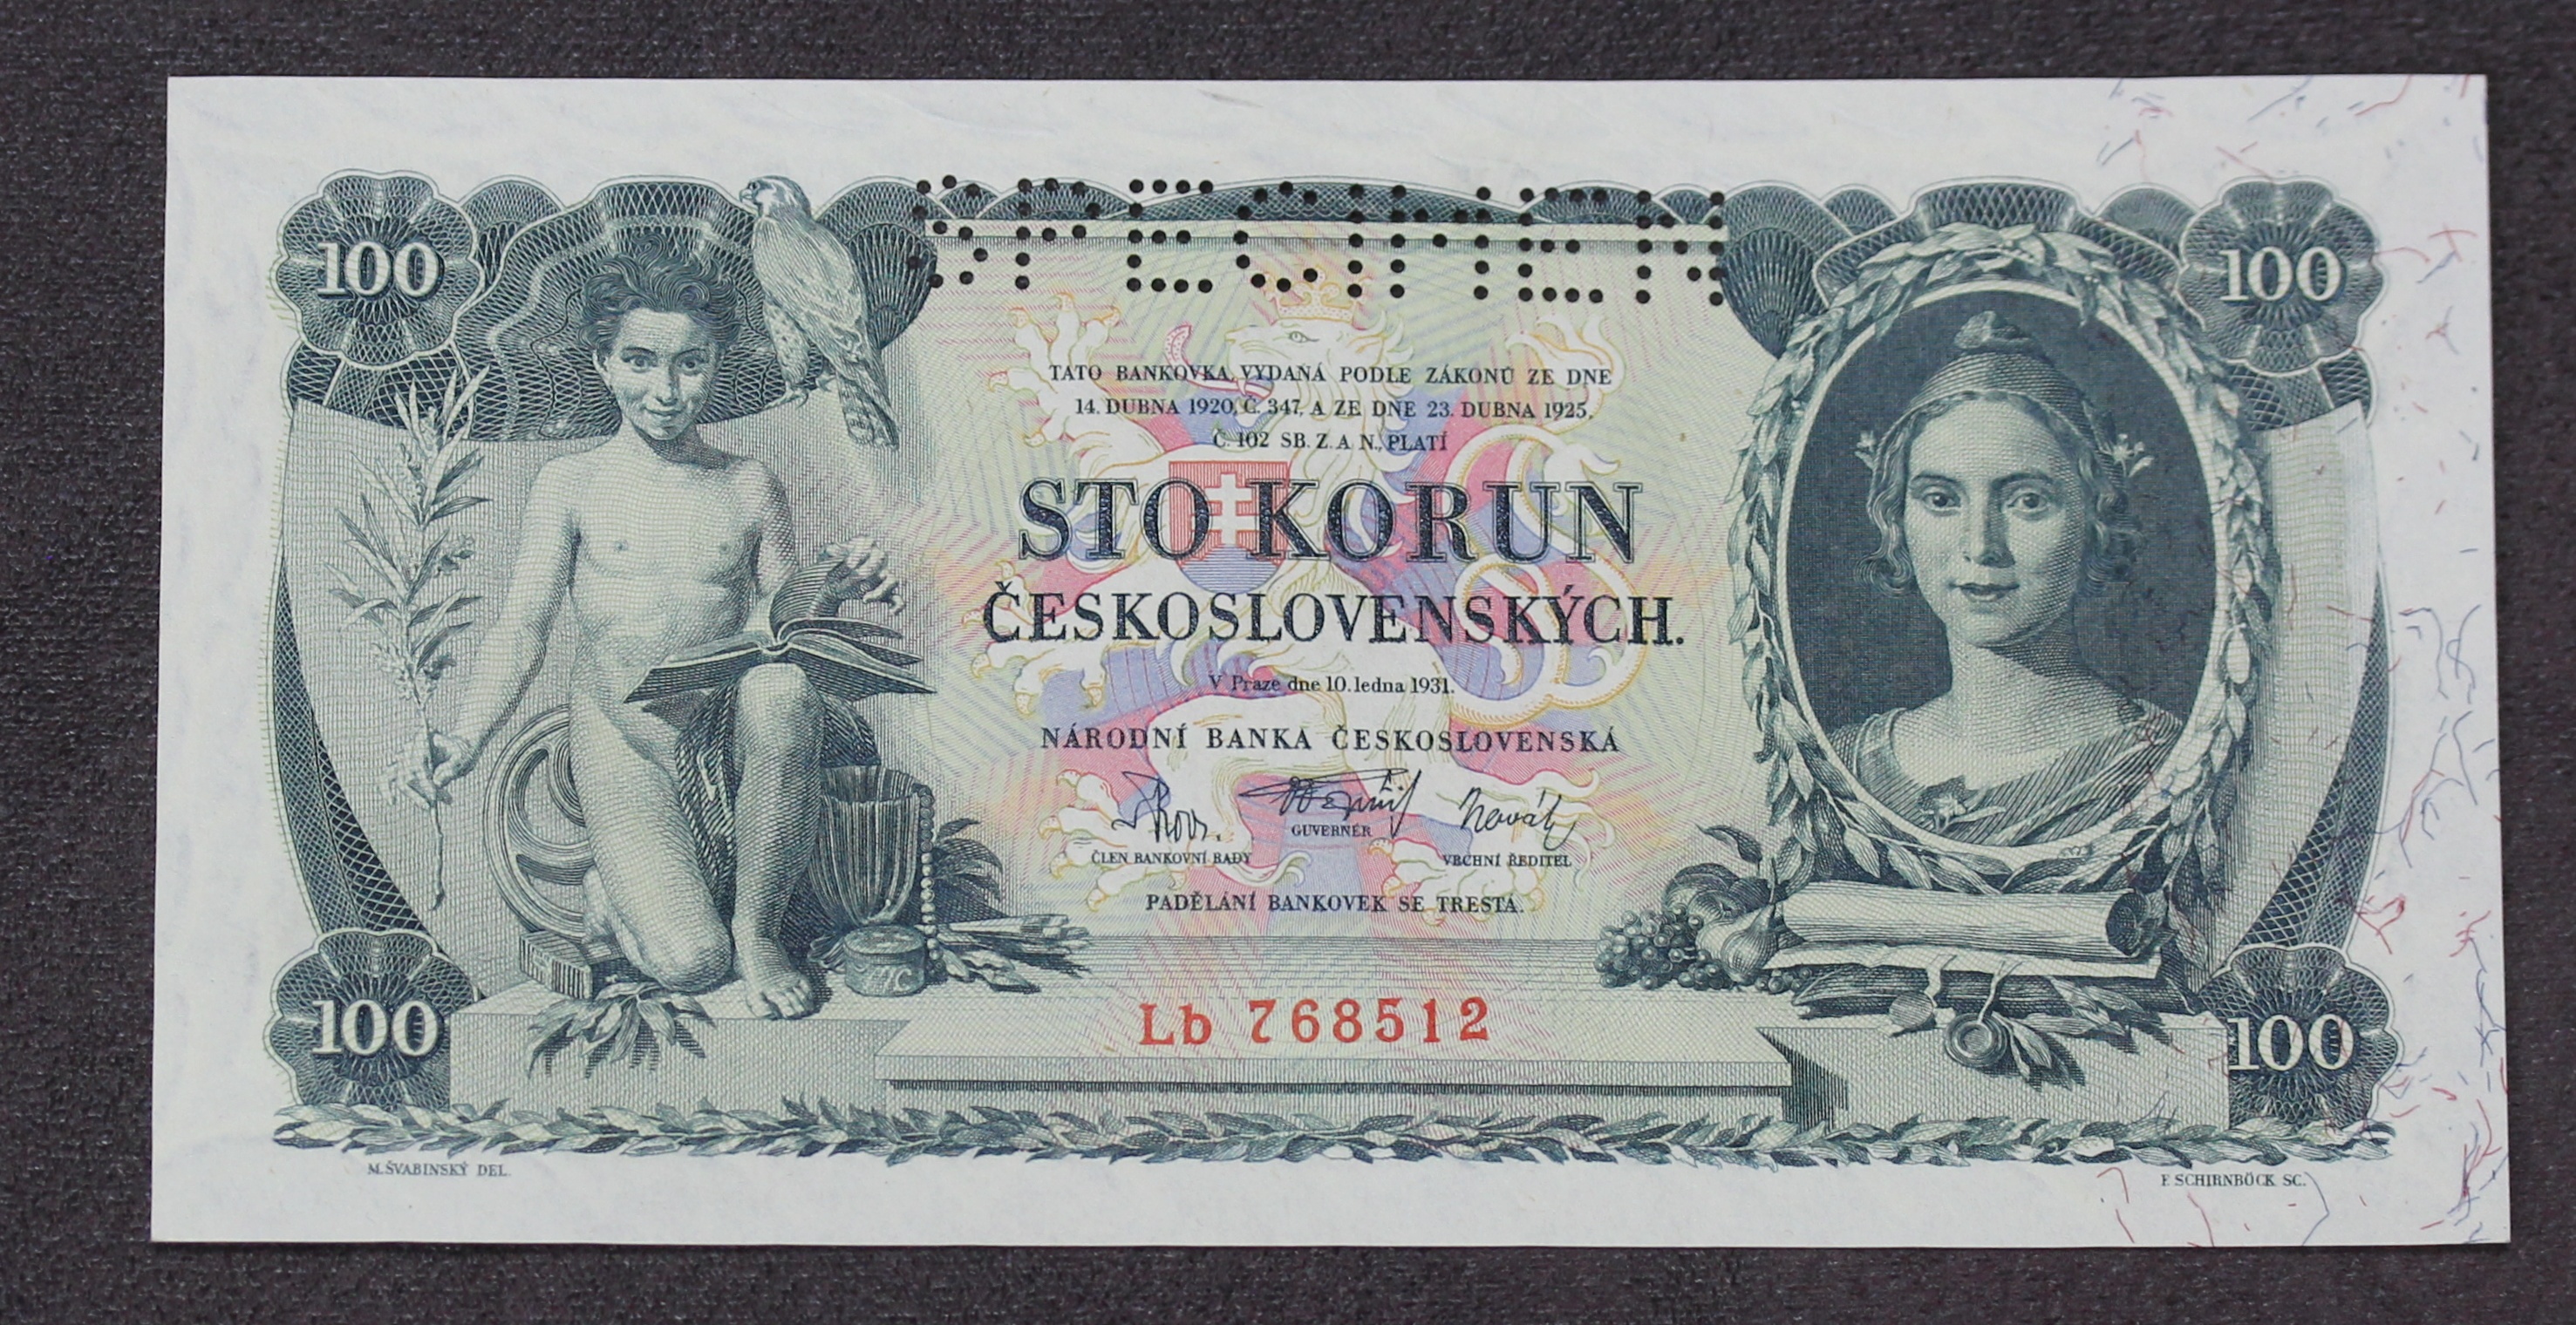 SPECIMEN
100
100
TATO BANKOVKA, VYDANÁ PODLE ZÁKONŮ ZE DNE
14. DUBNA 1920, Č. 347, A ZE DNE 23. DUBNA 1925,
Č. 102 SB. Z. A N., PLATÍ
STO KORUN
ČESKOSLOVENSKÝCH.
V Praze dne 10. ledna 1931.
NÁRODNÍ BANKA ČESKOSLOVENSKÁ
GUVERNÉR
ČLEN BANKOVNÍ RADY
VRCHNÍ ŘEDITEL
PADĚLÁNÍ BANKOVEK SE TRESTÁ.
Lb 768512
100
100
M. ŠVABINSKÝ DEL.
F. SCHIRNBÖCK SC.